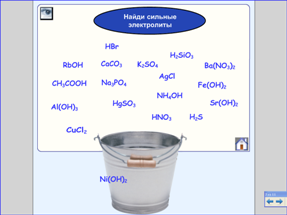 Найди сильные
электролиты
HBr
H₂SiO₃
RbOH CaCO₃ K₂SO₄ Ba(NO₃)₂
AgCl
CH₃COOH Na₃PO₄ Fe(OH)₂
NH₄OH
Al(OH)₃ HgSO₃ Sr(OH)₂
HNO₃ H₂S
CuCl₂
Ni(OH)₂